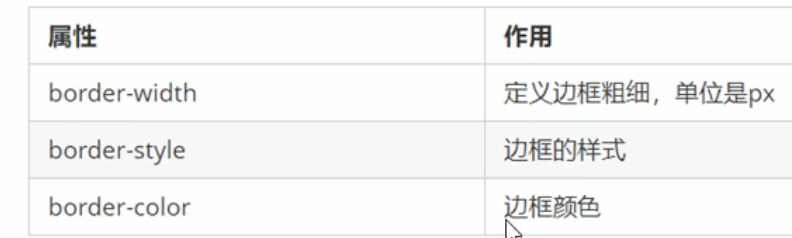 属性 作用
border-width 定义边框粗细，单位是px
border-style 边框的样式
border-color 边框颜色